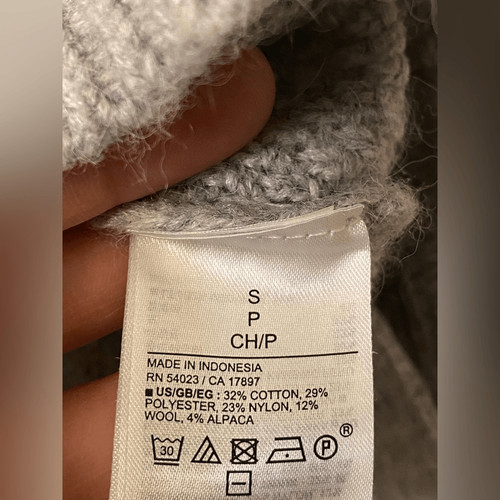 S
P
CH/P
MADE IN INDONESIA
RN 54023 / CA 17897
■ US/GB/EG : 32% COTTON, 29%
POLYESTER, 23% NYLON, 12%
WOOL, 4% ALPACA
30 P ®